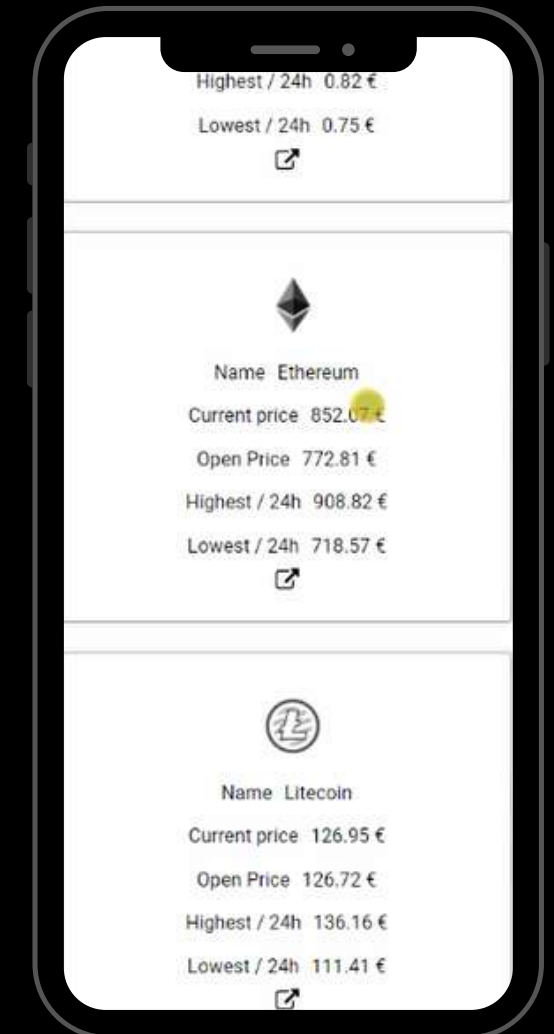 Highest / 24h 0.82 €
Lowest / 24h 0.75 €
Name Ethereum
Current price 852.07 €
Open Price 772.81 €
Highest / 24h 908.82 €
Lowest / 24h 718.57 €
Name Litecoin
Current price 126.95 €
Open Price 126.72 €
Highest / 24h 136.16 €
Lowest / 24h 111.41 €